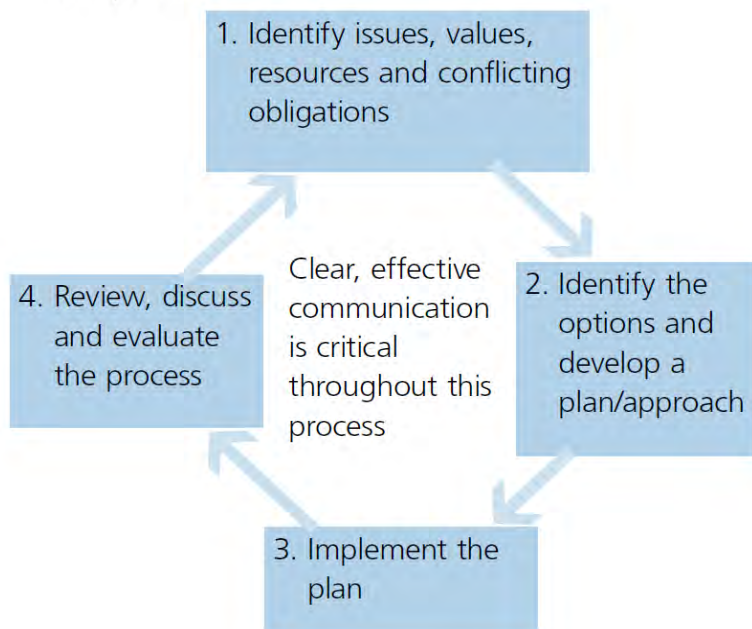 1. Identify issues, values,
resources and conflicting
obligations
2. Identify the
options and
develop a
plan/approach
3. Implement the
plan
4. Review, discuss
and evaluate
the process
Clear, effective
communication
is critical
throughout this
process